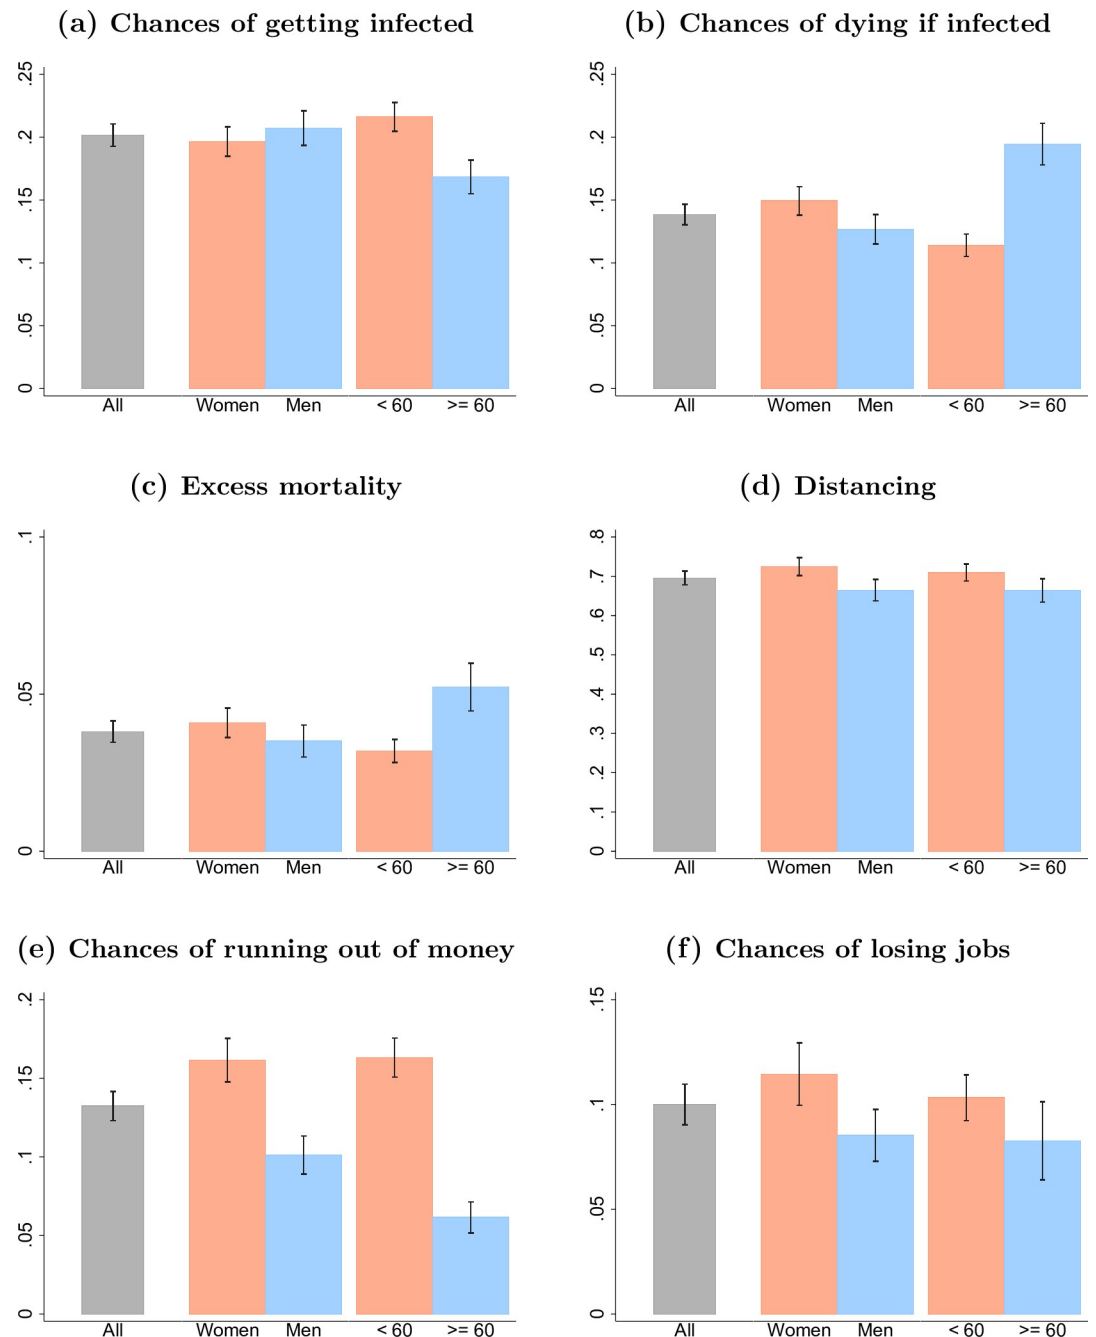 (a) Chances of getting infected
.25
.2
.15
.1
.05
0
All Women Men < 60 >= 60
(b) Chances of dying if infected
.25
.2
.15
.1
.05
0
All Women Men < 60 >= 60
(c) Excess mortality
.1
.05
0
All Women Men < 60 >= 60
(d) Distancing
.8
.7
.6
.5
.4
.3
.2
.1
0
All Women Men < 60 >= 60
(e) Chances of running out of money
.2
.15
.1
.05
0
All Women Men < 60 >= 60
(f) Chances of losing jobs
.15
.1
.05
0
All Women Men < 60 >= 60